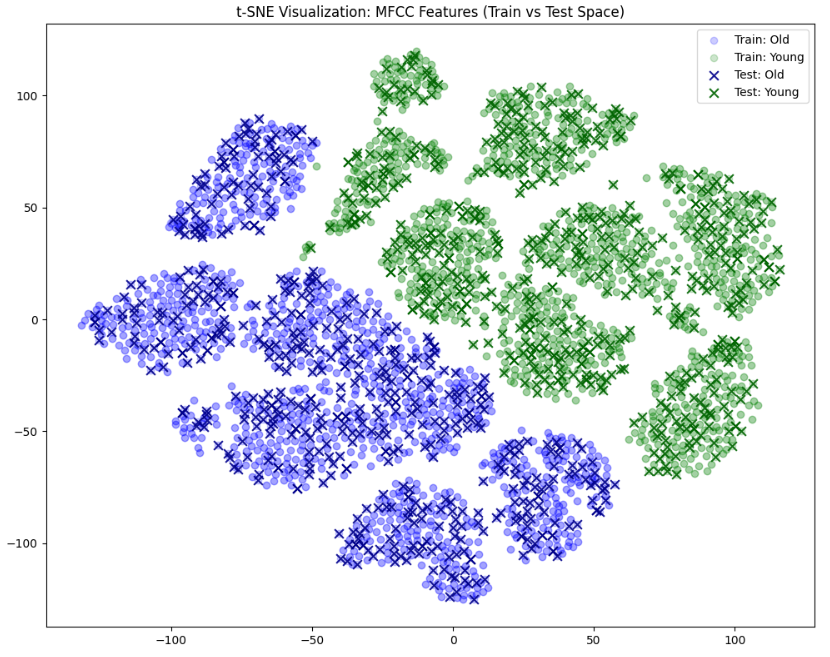 t-SNE Visualization: MFCC Features (Train vs Test Space)
Train: Old
Train: Young
Test: Old
Test: Young
100
50
0
−50
−100
−100 −50 0 50 100